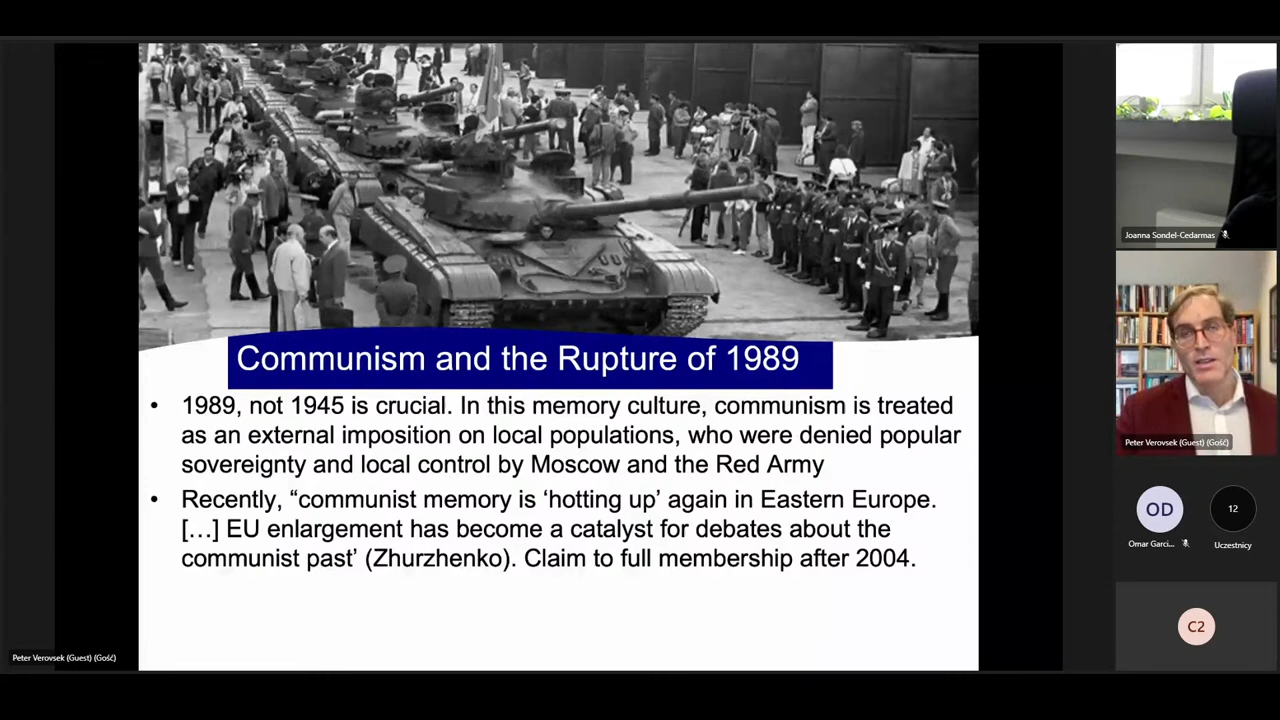 Communism and the Rupture of 1989
• 1989, not 1945 is crucial. In this memory culture, communism is treated
as an external imposition on local populations, who were denied popular
sovereignty and local control by Moscow and the Red Army
• Recently, “communist memory is ‘hotting up’ again in Eastern Europe.
[…] EU enlargement has become a catalyst for debates about the
communist past’ (Zhurzhenko). Claim to full membership after 2004.
Peter Verovsek (Guest) (Gość)
Joanna Sondel-Cedarmas
Peter Verovsek (Guest) (Gość)
OD
Omar Garci...
12
Uczestnicy
C2